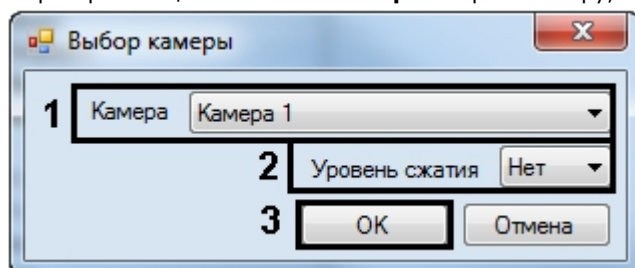 Выбор камеры
1 Камера Камера 1
2 Уровень сжатия Нет
3 OK Отмена